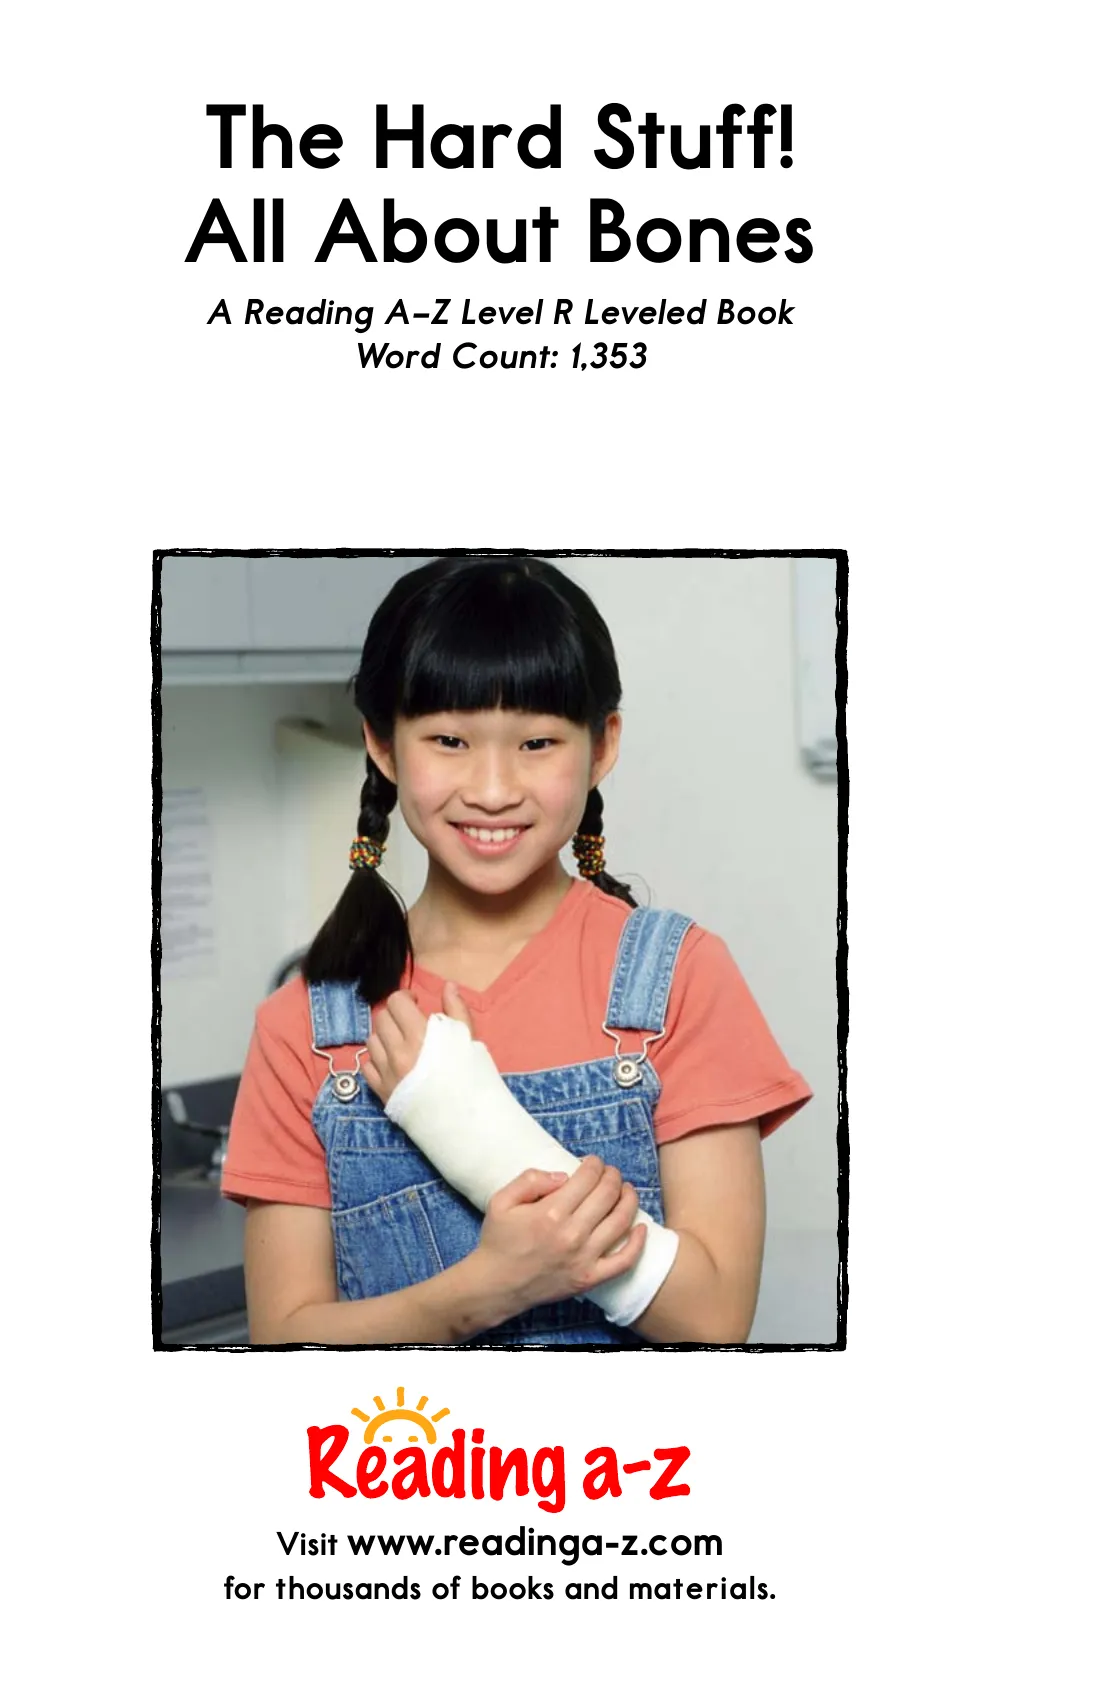 The Hard Stuff!
All About Bones
A Reading A–Z Level R Leveled Book
Word Count: 1,353
Reading a-z
Visit www.readinga-z.com
for thousands of books and materials.